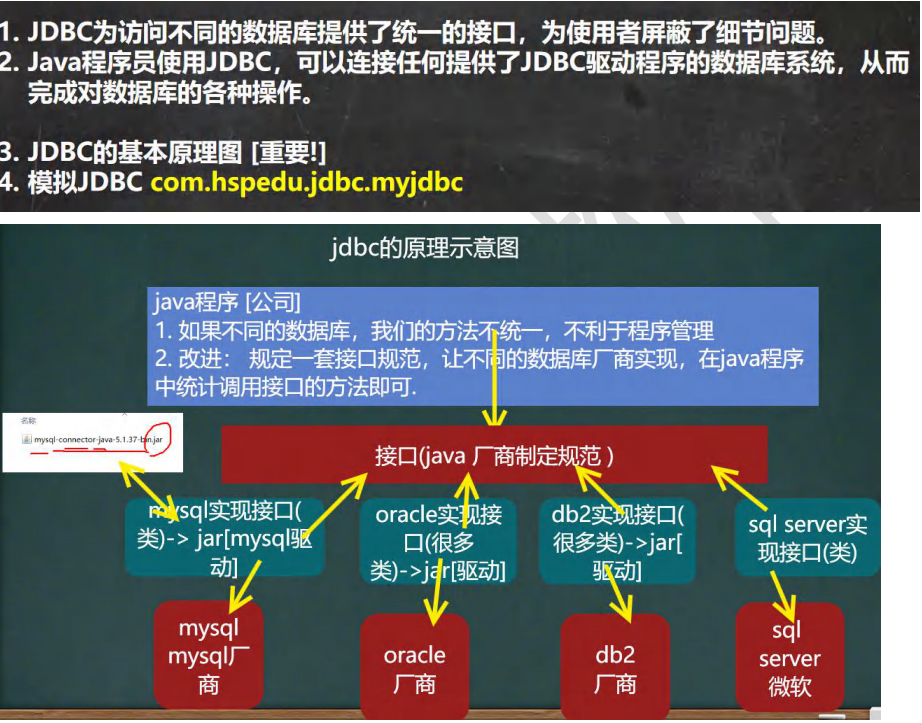 1. JDBC为访问不同的数据库提供了统一的接口，为使用者屏蔽了细节问题。
2. Java程序员使用JDBC，可以连接任何提供了JDBC驱动程序的数据库系统，从而
完成对数据库的各种操作。
3. JDBC的基本原理图 [重要!]
4. 模拟JDBC com.hspedu.jdbc.myjdbc
jdbc的原理示意图
java程序 [公司]
1. 如果不同的数据库，我们的方法不统一，不利于程序管理
2. 改进： 规定一套接口规范，让不同的数据库厂商实现，在java程序
中统计调用接口的方法即可.
名称
mysql-connector-java-5.1.37-bin.jar
接口(java 厂商制定规范 )
mysql实现接口(
类)-> jar[mysql驱
动]
oracle实现接
口(很多
类)->jar[驱动]
db2实现接口(
很多类)->jar[
驱动]
sql server实
现接口(类)
mysql
mysql厂
商
oracle
厂商
db2
厂商
sql
server
微软